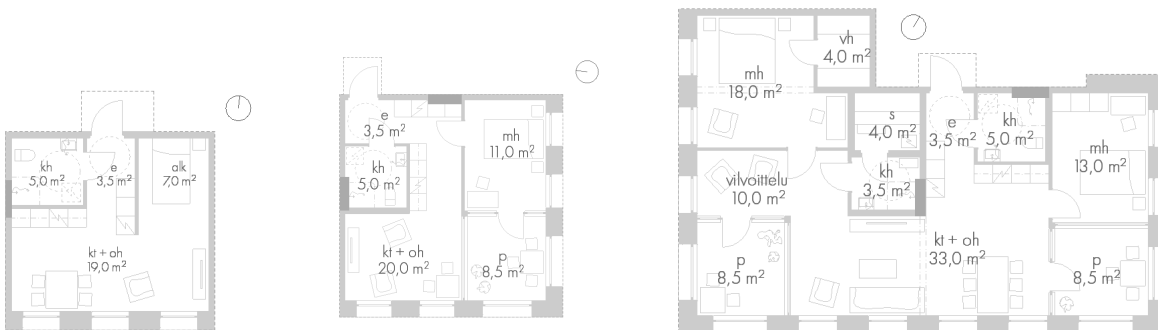 kh
5,0 m²
e
3,5 m²
alk
7,0 m²
kt + oh
19,0 m²
e
3,5 m²
kh
5,0 m²
mh
11,0 m²
kt + oh
20,0 m²
p
8,5 m²
mh
18,0 m²
vh
4,0 m²
s
4,0 m²
e
3,5 m²
kh
5,0 m²
mh
13,0 m²
vilvoittelu
10,0 m²
kh
3,5 m²
p
8,5 m²
kt + oh
33,0 m²
p
8,5 m²